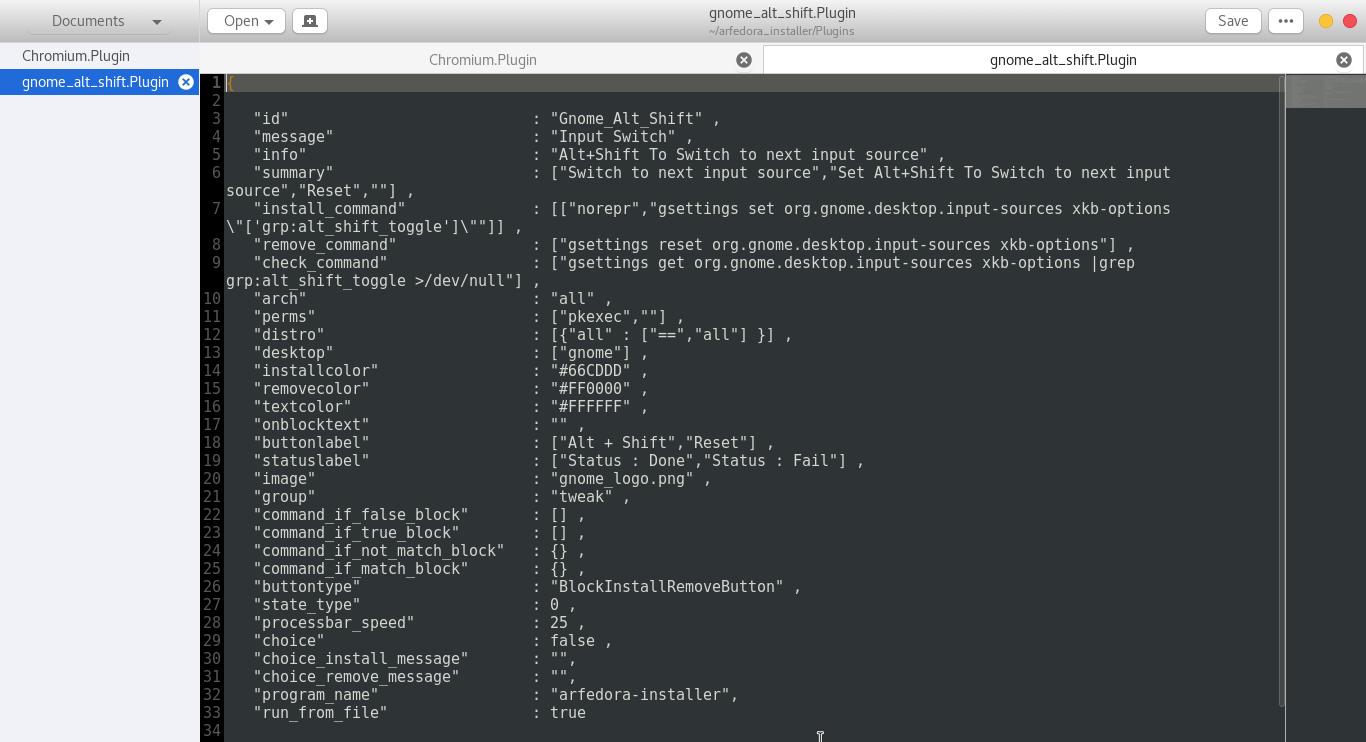 Documents
Open
gnome_alt_shift.Plugin
~/arfedora_installer/Plugins
Save
Chromium.Plugin
gnome_alt_shift.Plugin
Chromium.Plugin
gnome_alt_shift.Plugin
1 {
2
3 "id" : "Gnome_Alt_Shift" ,
4 "message" : "Input Switch" ,
5 "info" : "Alt+Shift To Switch to next input source" ,
6 "summary" : ["Switch to next input source","Set Alt+Shift To Switch to next input
source","Reset",""] ,
7 "install_command" : [["norepr","gsettings set org.gnome.desktop.input-sources xkb-options
\"['grp:alt_shift_toggle']\""]] ,
8 "remove_command" : ["gsettings reset org.gnome.desktop.input-sources xkb-options"] ,
9 "check_command" : ["gsettings get org.gnome.desktop.input-sources xkb-options |grep
grp:alt_shift_toggle >/dev/null"] ,
10 "arch" : "all" ,
11 "perms" : ["pkexec",""] ,
12 "distro" : [{"all" : ["==","all"] }] ,
13 "desktop" : ["gnome"] ,
14 "installcolor" : "#66CDDD" ,
15 "removecolor" : "#FF0000" ,
16 "textcolor" : "#FFFFFF" ,
17 "onblocktext" : "" ,
18 "buttonlabel" : ["Alt + Shift","Reset"] ,
19 "statuslabel" : ["Status : Done","Status : Fail"] ,
20 "image" : "gnome_logo.png" ,
21 "group" : "tweak" ,
22 "command_if_false_block" : [] ,
23 "command_if_true_block" : [] ,
24 "command_if_not_match_block" : {} ,
25 "command_if_match_block" : {} ,
26 "buttontype" : "BlockInstallRemoveButton" ,
27 "state_type" : 0 ,
28 "processbar_speed" : 25 ,
29 "choice" : false ,
30 "choice_install_message" : "",
31 "choice_remove_message" : "",
32 "program_name" : "arfedora-installer",
33 "run_from_file" : true
34